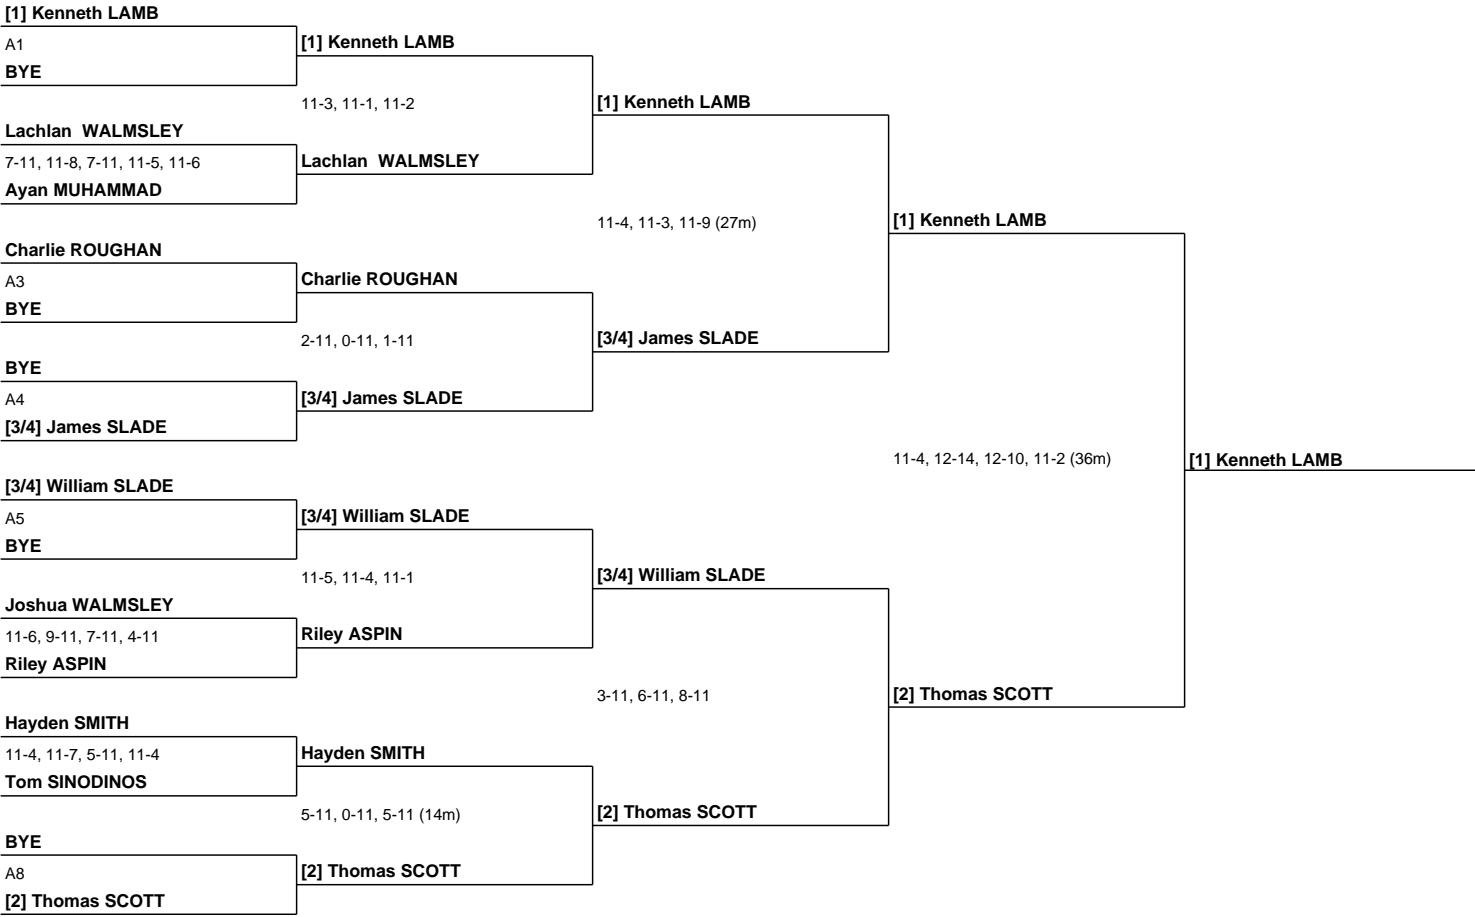 [1] Kenneth LAMB
A1
BYE
Lachlan  WALMSLEY
7-11, 11-8, 7-11, 11-5, 11-6
Ayan MUHAMMAD
Charlie ROUGHAN
A3
BYE
BYE
A4
[3/4] James SLADE
[3/4] William SLADE
A5
BYE
Joshua WALMSLEY
11-6, 9-11, 7-11, 4-11
Riley ASPIN
Hayden SMITH
11-4, 11-7, 5-11, 11-4
Tom SINODINOS
BYE
A8
[2] Thomas SCOTT
[1] Kenneth LAMB
11-3, 11-1, 11-2
Lachlan  WALMSLEY
Charlie ROUGHAN
2-11, 0-11, 1-11
[3/4] James SLADE
[3/4] William SLADE
11-5, 11-4, 11-1
Riley ASPIN
Hayden SMITH
5-11, 0-11, 5-11 (14m)
[2] Thomas SCOTT
[1] Kenneth LAMB
11-4, 11-3, 11-9 (27m)
[3/4] James SLADE
[3/4] William SLADE
3-11, 6-11, 8-11
[2] Thomas SCOTT
[1] Kenneth LAMB
11-4, 12-14, 12-10, 11-2 (36m)
[2] Thomas SCOTT
[1] Kenneth LAMB